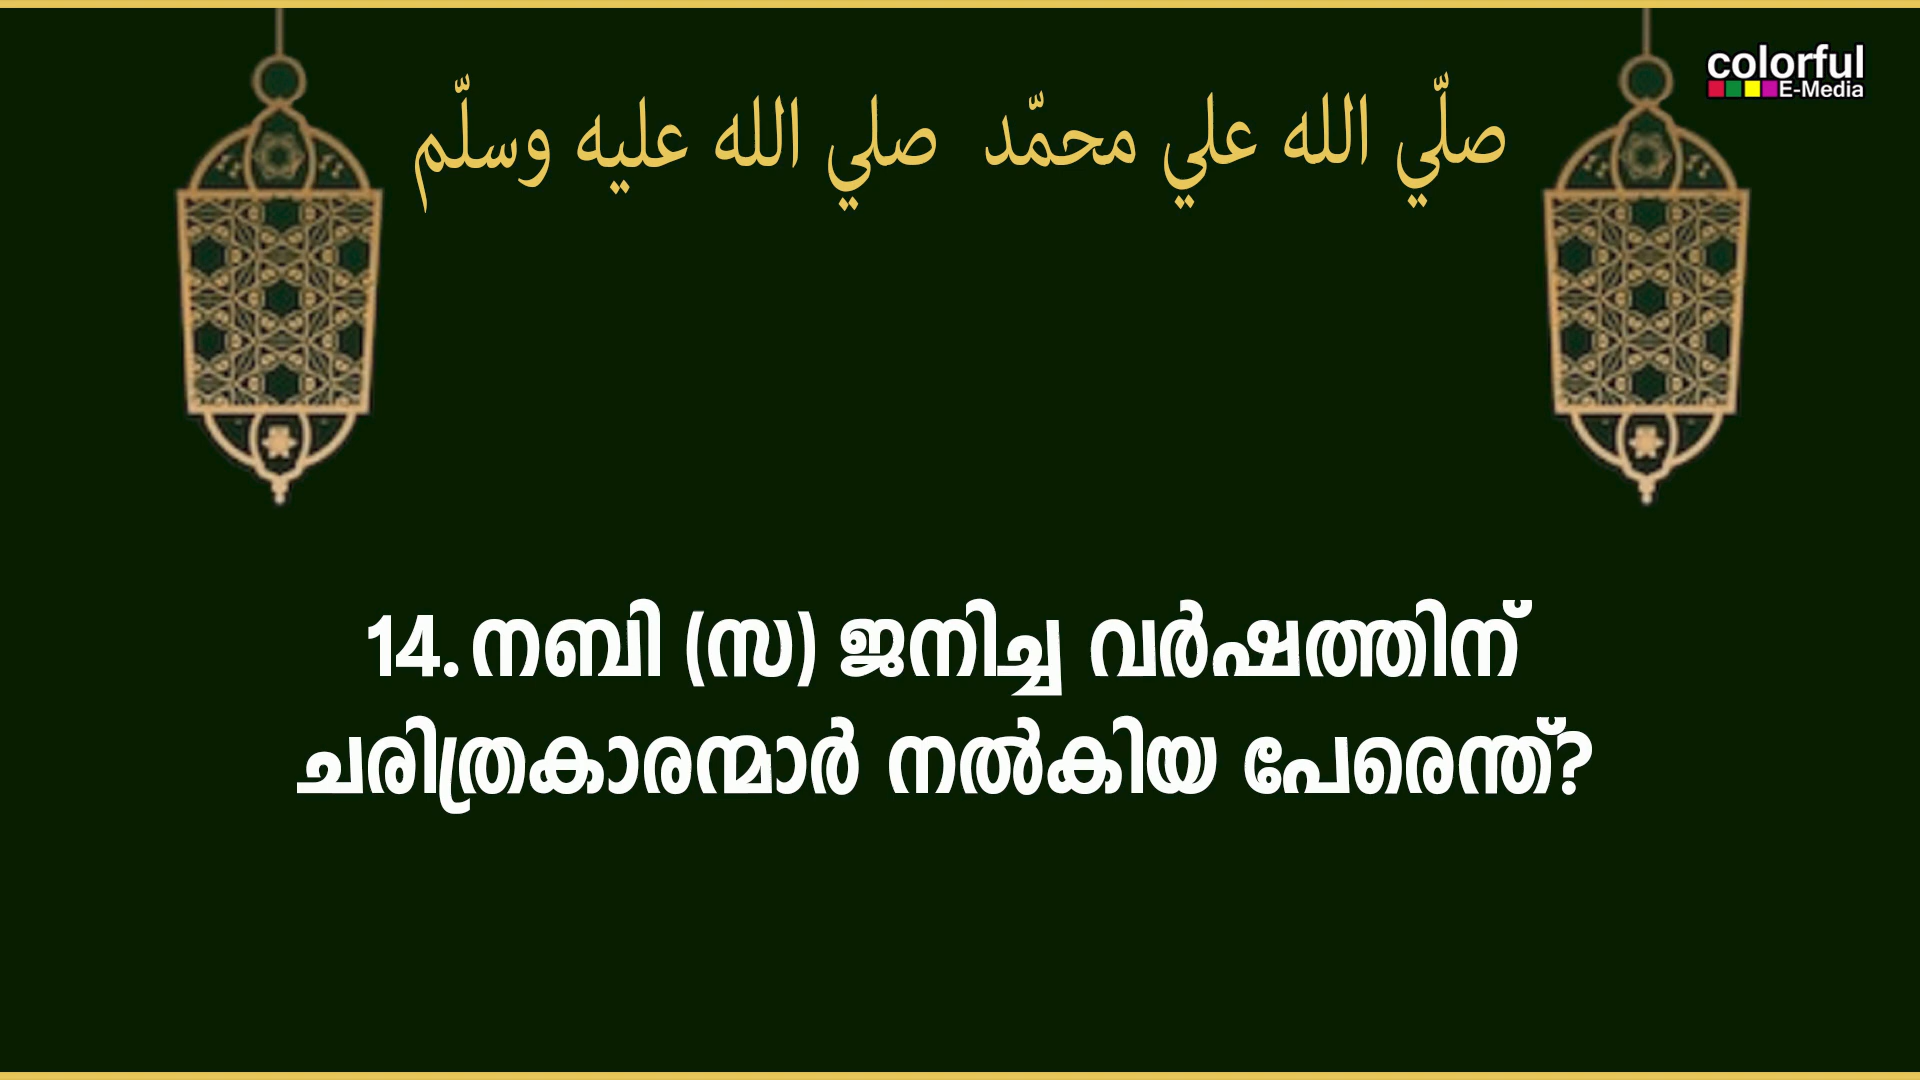 colorful
E-Media
صلّي الله علي محمّد صلي الله عليه وسلّم
14.നബി (സ) ജനിച്ച വർഷത്തിന്
ചരിത്രകാരന്മാർ നൽകിയ പേരെന്ത്?